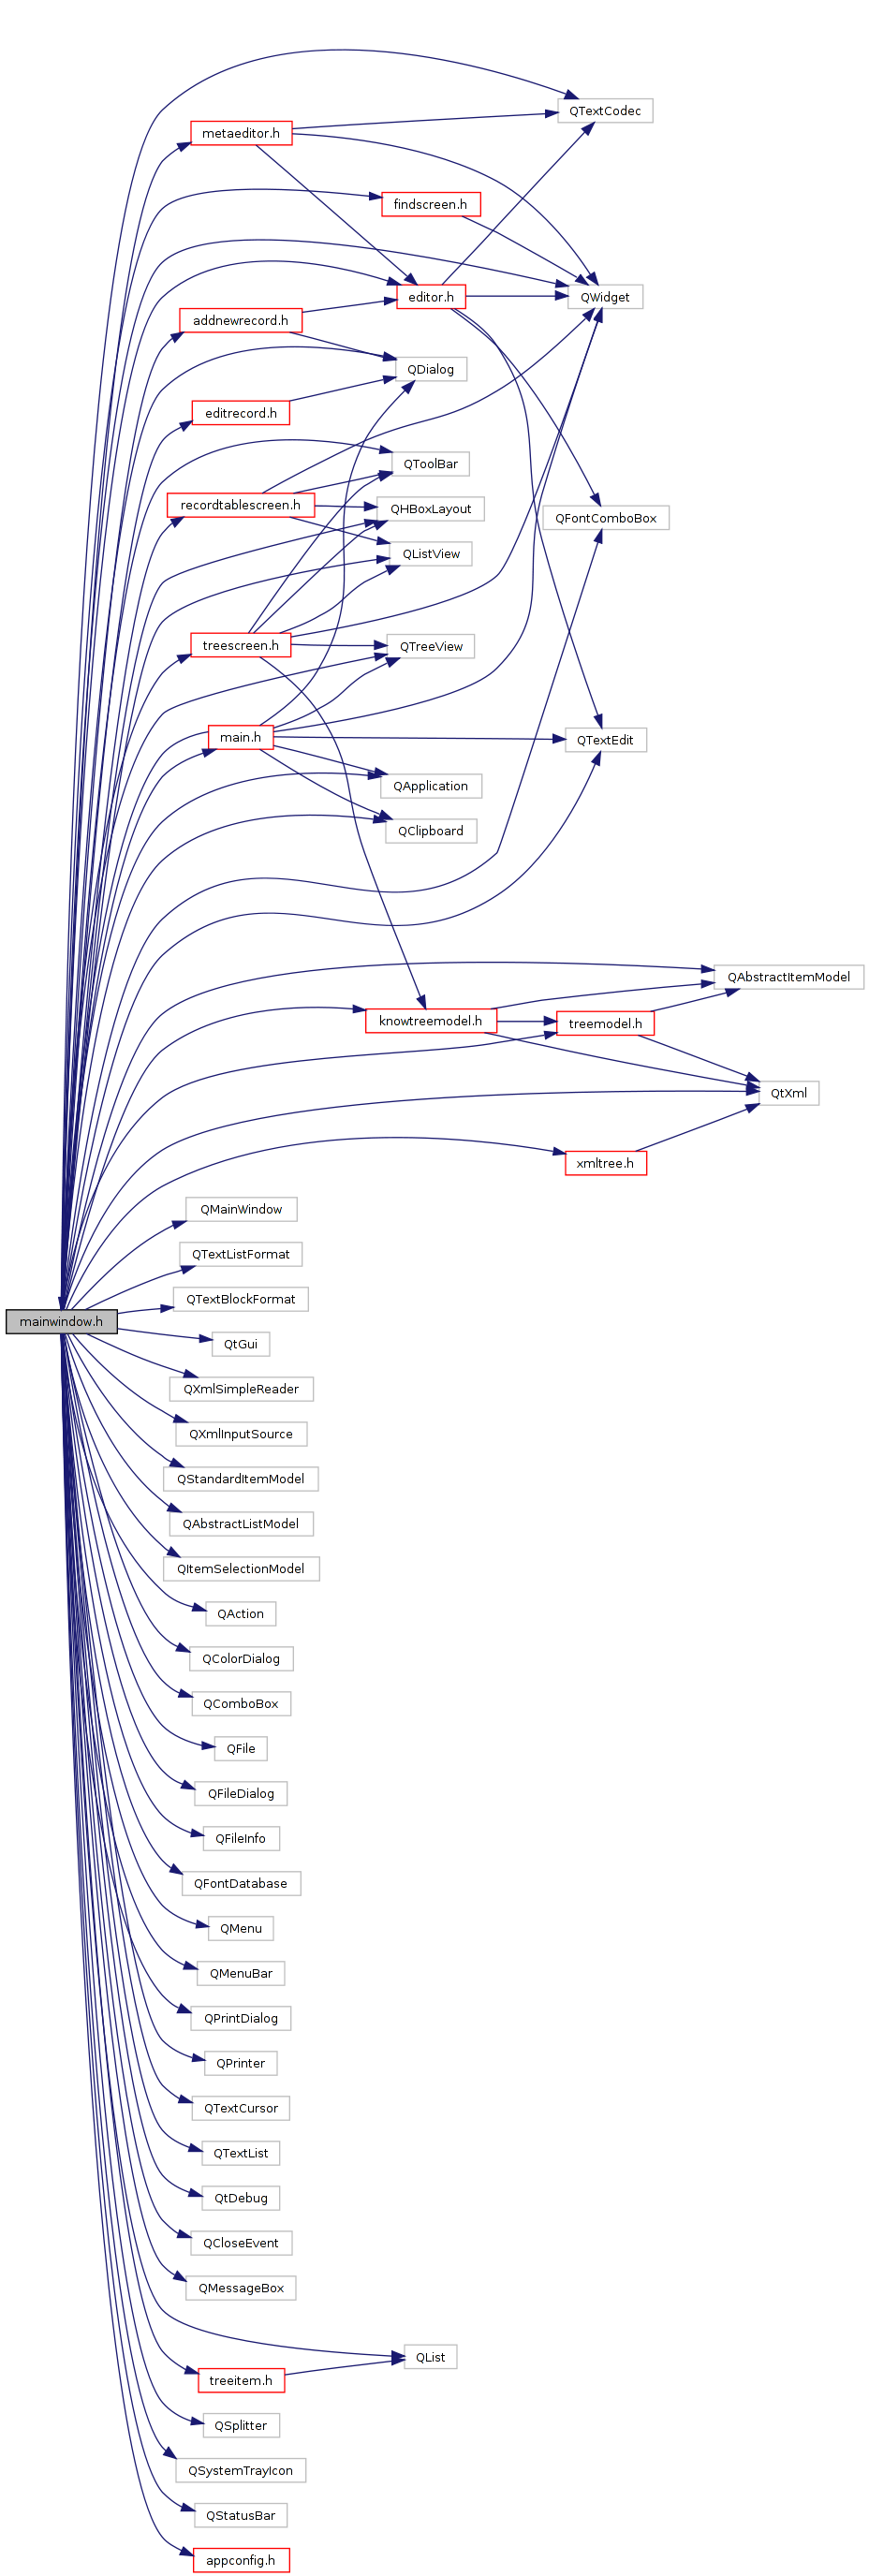 QTextCodec
metaeditor.h
findscreen.h
editor.h
QWidget
addnewrecord.h
QDialog
editrecord.h
QToolBar
recordtablescreen.h
QHBoxLayout
QFontComboBox
QListView
treescreen.h
QTreeView
main.h
QTextEdit
QApplication
QClipboard
QAbstractItemModel
knowtreemodel.h
treemodel.h
QtXml
xmltree.h
QMainWindow
QTextListFormat
QTextBlockFormat
mainwindow.h
QtGui
QXmlSimpleReader
QXmlInputSource
QStandardItemModel
QAbstractListModel
QItemSelectionModel
QAction
QColorDialog
QComboBox
QFile
QFileDialog
QFileInfo
QFontDatabase
QMenu
QMenuBar
QPrintDialog
QPrinter
QTextCursor
QTextList
QtDebug
QCloseEvent
QMessageBox
QList
treeitem.h
QSplitter
QSystemTrayIcon
QStatusBar
appconfig.h